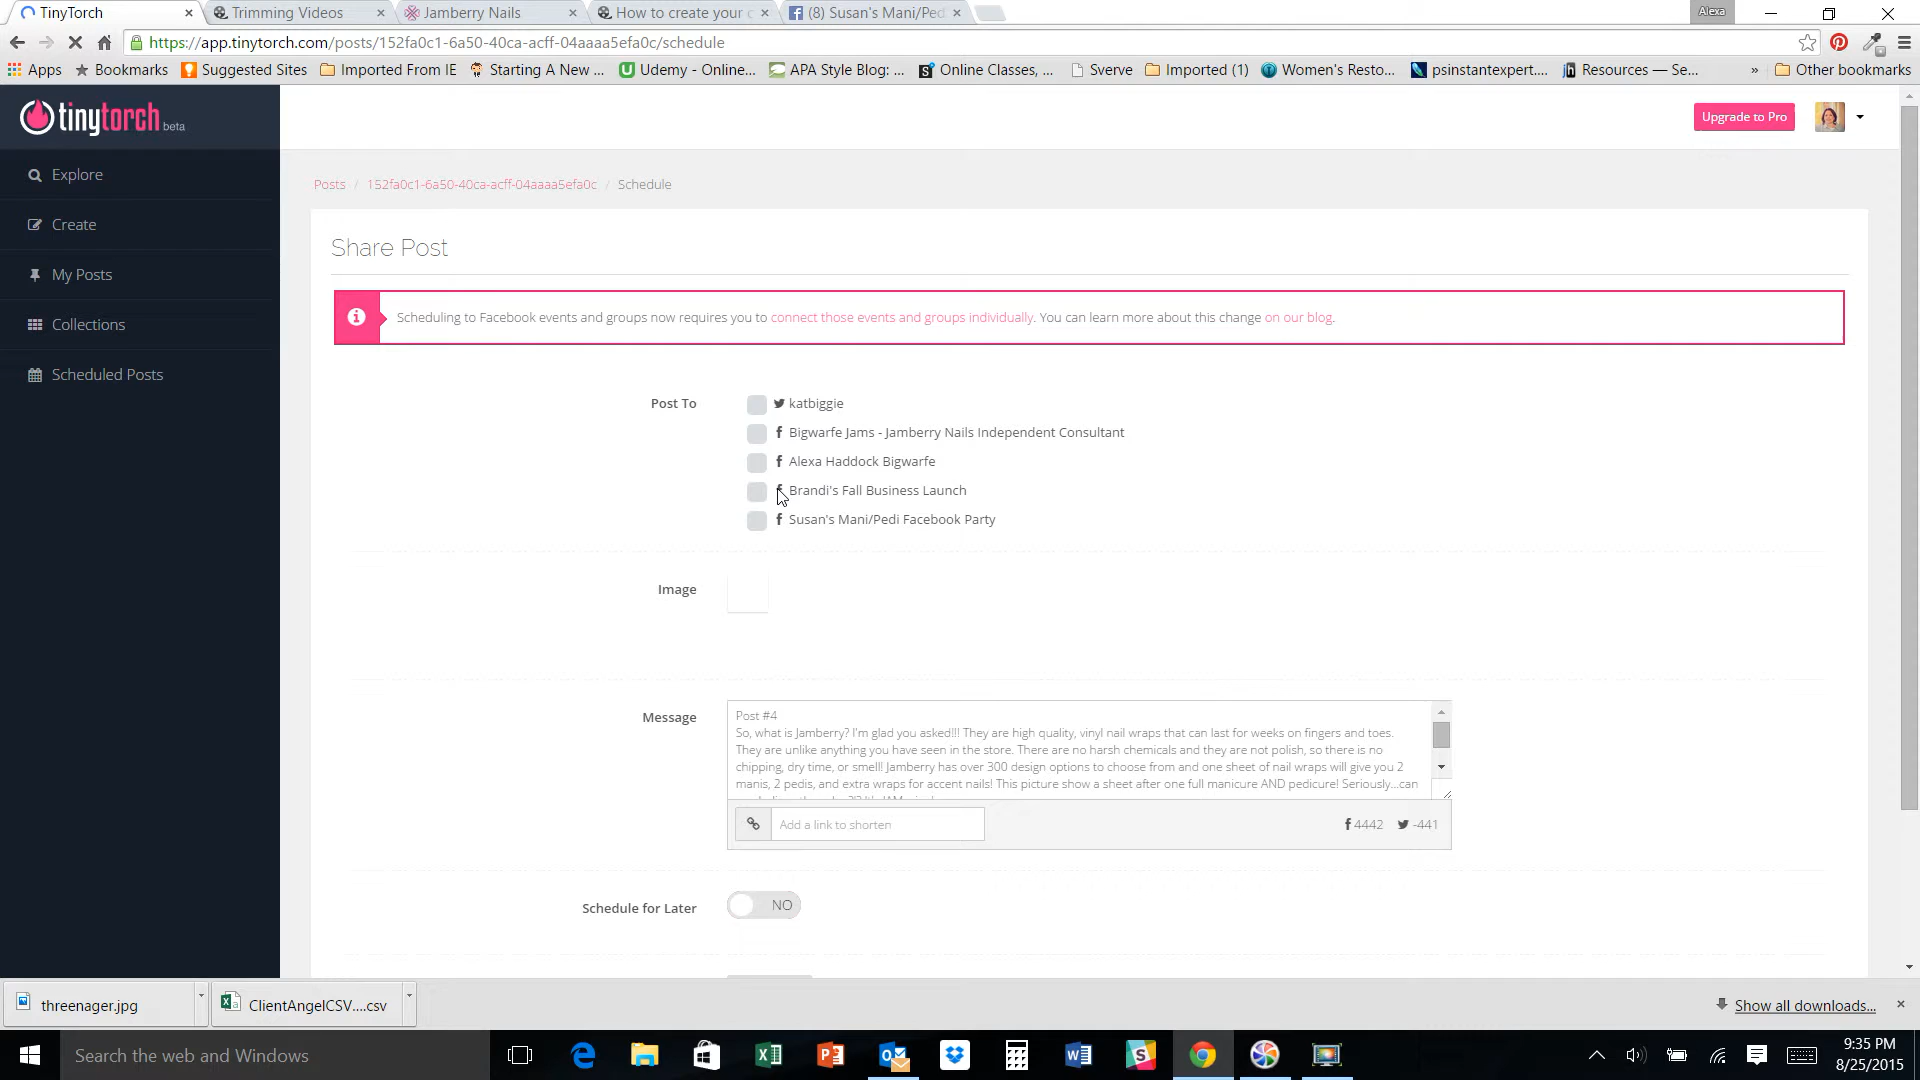 TinyTorch
Trimming Videos
Jamberry Nails
How to create your c
(8) Susan's Mani/Ped
Alexa
https://app.tinytorch.com/posts/152fa0c1-6a50-40ca-acff-04aaaa5efa0c/schedule
Apps
Bookmarks
Suggested Sites
Imported From IE
Starting A New ...
Udemy - Online...
APA Style Blog: ...
Online Classes, ...
Sverve
Imported (1)
Women's Resto...
psinstantexpert....
Resources — Se...
»
Other bookmarks
tinytorch beta
Upgrade to Pro
Explore
Create
My Posts
Collections
Scheduled Posts
Posts / 152fa0c1-6a50-40ca-acff-04aaaa5efa0c / Schedule
Share Post
Scheduling to Facebook events and groups now requires you to connect those events and groups individually. You can learn more about this change on our blog.
Post To
katbiggie
Bigwarfe Jams - Jamberry Nails Independent Consultant
Alexa Haddock Bigwarfe
Brandi's Fall Business Launch
Susan's Mani/Pedi Facebook Party
Image
Message
Post #4
So, what is Jamberry? I'm glad you asked!!! They are high quality, vinyl nail wraps that can last for weeks on fingers and toes.
They are unlike anything you have seen in the store. There are no harsh chemicals and they are not polish, so there is no
chipping, dry time, or smell! Jamberry has over 300 design options to choose from and one sheet of nail wraps will give you 2
manis, 2 pedis, and extra wraps for accent nails! This picture show a sheet after one full manicure AND pedicure! Seriously...can
Add a link to shorten
4442
-441
Schedule for Later
NO
threenager.jpg
ClientAngelCSV....csv
Show all downloads...
Search the web and Windows
9:35 PM
8/25/2015